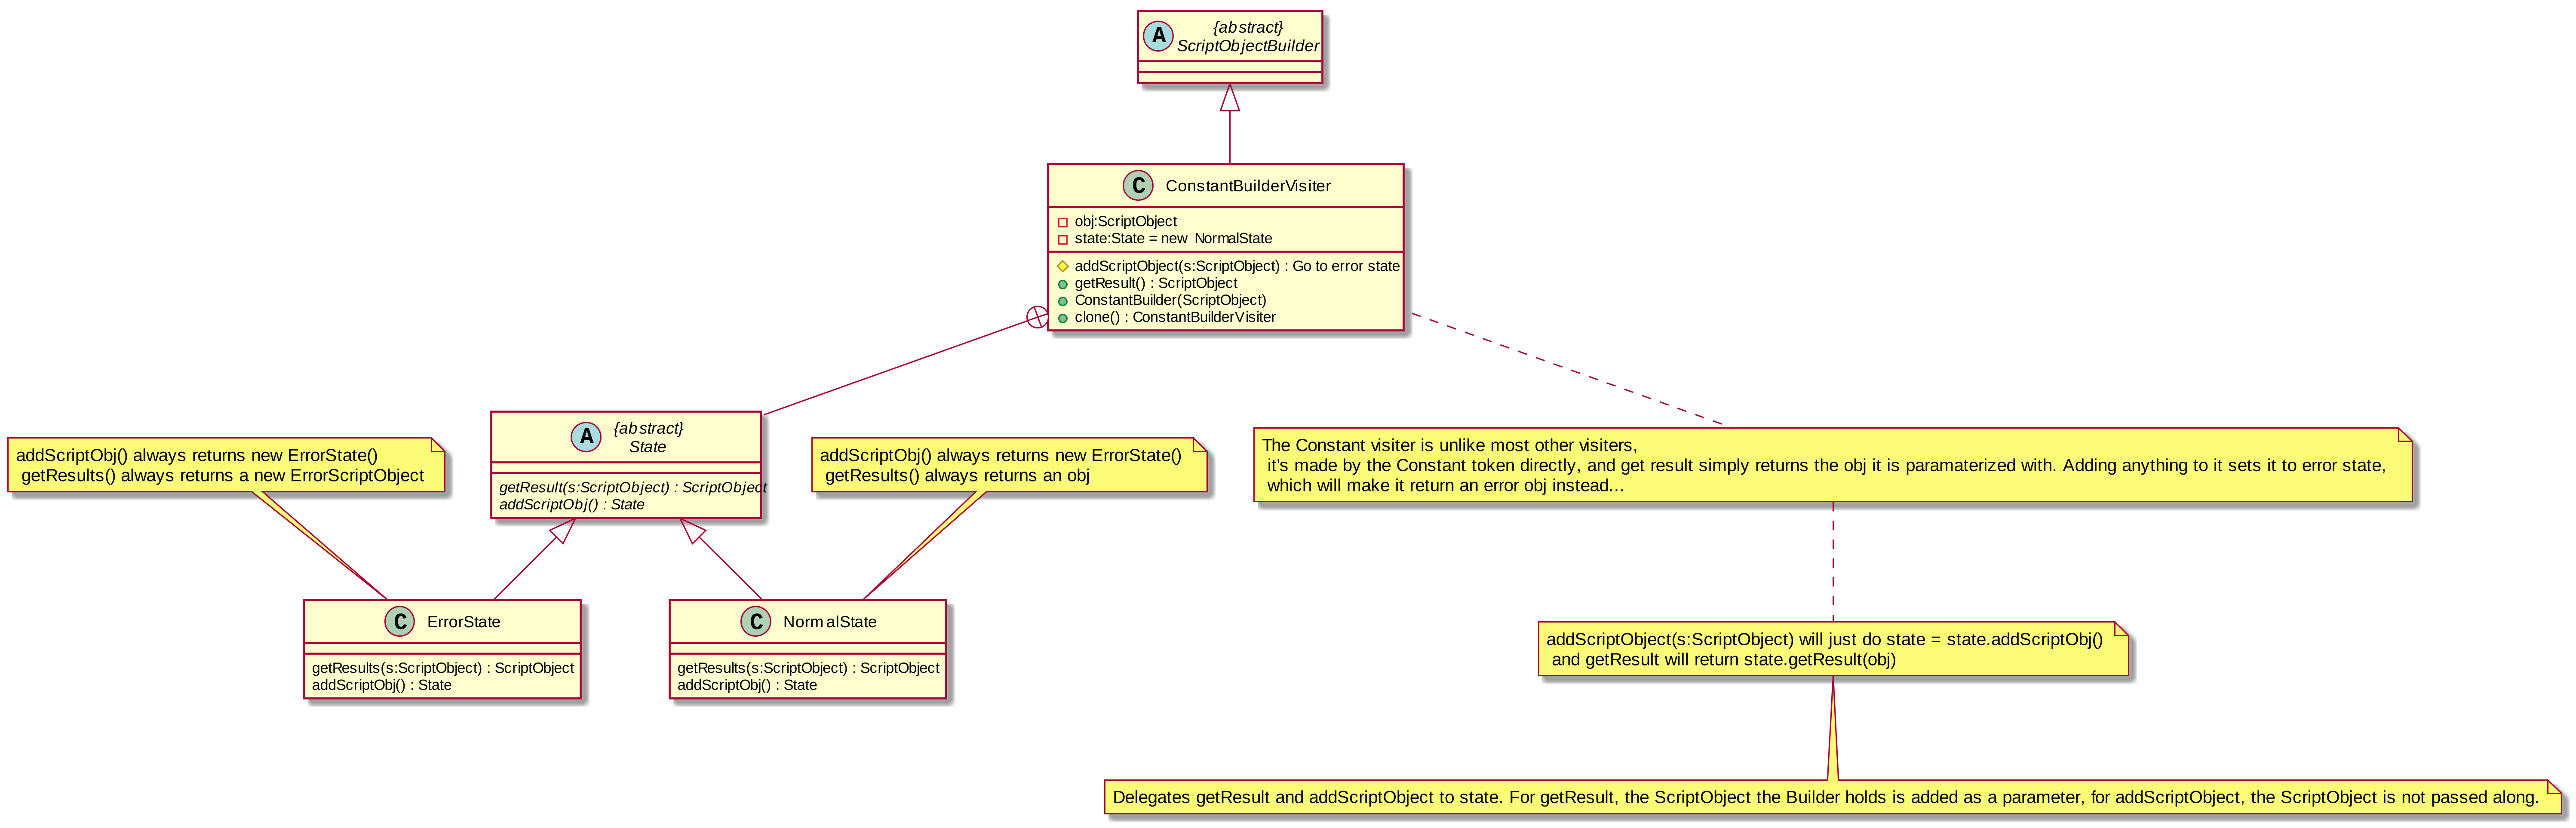 A
{abstract}
ScriptObjectBuilder
C ConstantBuilderVisiter
obj:ScriptObject
state:State = new NormalState
addScriptObject(s:ScriptObject) : Go to error state
getResult() : ScriptObject
ConstantBuilder(ScriptObject)
clone() : ConstantBuilderVisiter
addScriptObj() always returns new ErrorState()
getResults() always returns a new ErrorScriptObject
A
{abstract}
State
getResult(s:ScriptObject) : ScriptObject
addScriptObj() : State
addScriptObj() always returns new ErrorState()
getResults() always returns an obj
The Constant visiter is unlike most other visiters,
it's made by the Constant token directly, and get result simply returns the obj it is paramaterized with. Adding anything to it sets it to error state,
which will make it return an error obj instead...
C ErrorState
getResults(s:ScriptObject) : ScriptObject
addScriptObj() : State
C NormalState
getResults(s:ScriptObject) : ScriptObject
addScriptObj() : State
addScriptObject(s:ScriptObject) will just do state = state.addScriptObj()
and getResult will return state.getResult(obj)
Delegates getResult and addScriptObject to state. For getResult, the ScriptObject the Builder holds is added as a parameter, for addScriptObject, the ScriptObject is not passed along.